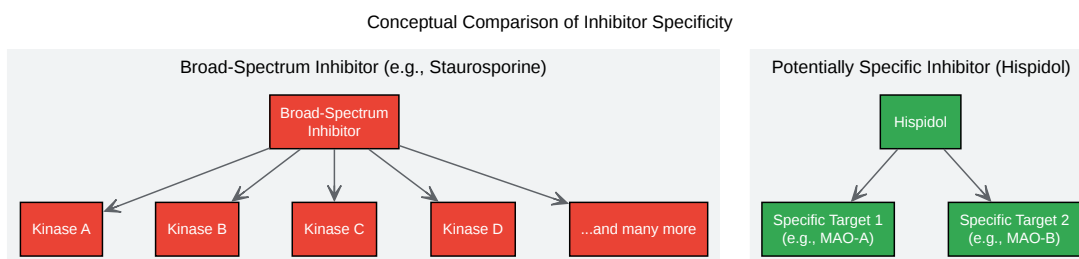 Conceptual Comparison of Inhibitor Specificity
Broad-Spectrum Inhibitor (e.g., Staurosporine)
Broad-Spectrum
Inhibitor
Kinase A
Kinase B
Kinase C
Kinase D
...and many more
Potentially Specific Inhibitor (Hispidol)
Hispidol
Specific Target 1
(e.g., MAO-A)
Specific Target 2
(e.g., MAO-B)